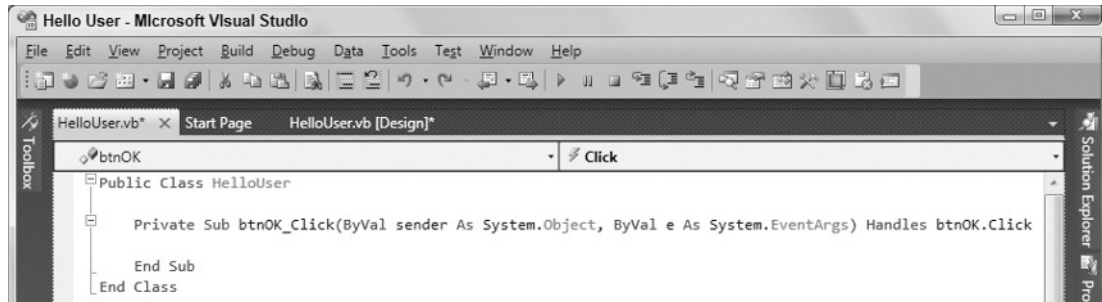 Hello User - Microsoft Visual Studio
File Edit View Project Build Debug Data Tools Test Window Help
HelloUser.vb* Start Page HelloUser.vb [Design]*
Toolbox
btnOK Click
Public Class HelloUser
Private Sub btnOK_Click(ByVal sender As System.Object, ByVal e As System.EventArgs) Handles btnOK.Click
End Sub
End Class
Solution Explorer
Pro